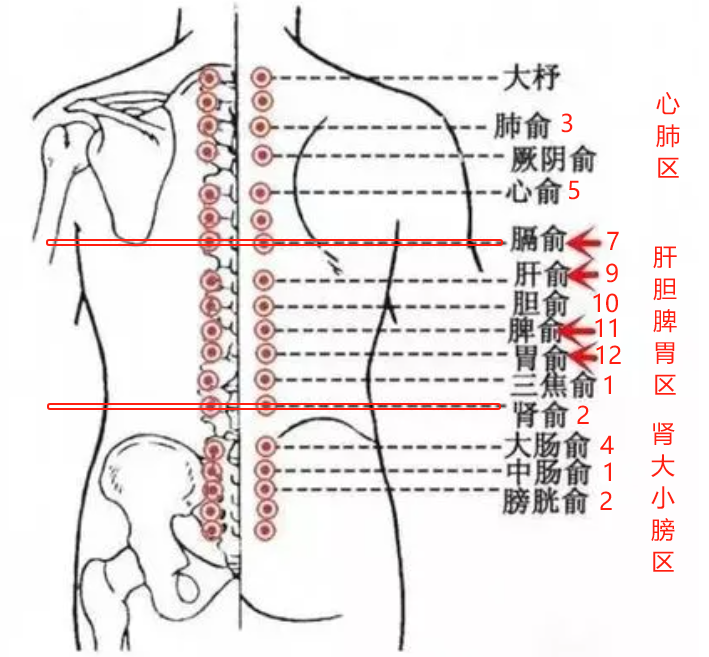 大杼
肺俞 3
厥阴俞
心俞 5
膈俞 7
肝俞 9
胆俞 10
脾俞 11
胃俞 12
三焦俞 1
肾俞 2
大肠俞 4
中肠俞 1
膀胱俞 2
心肺区
肝胆脾胃区
肾大小膀区